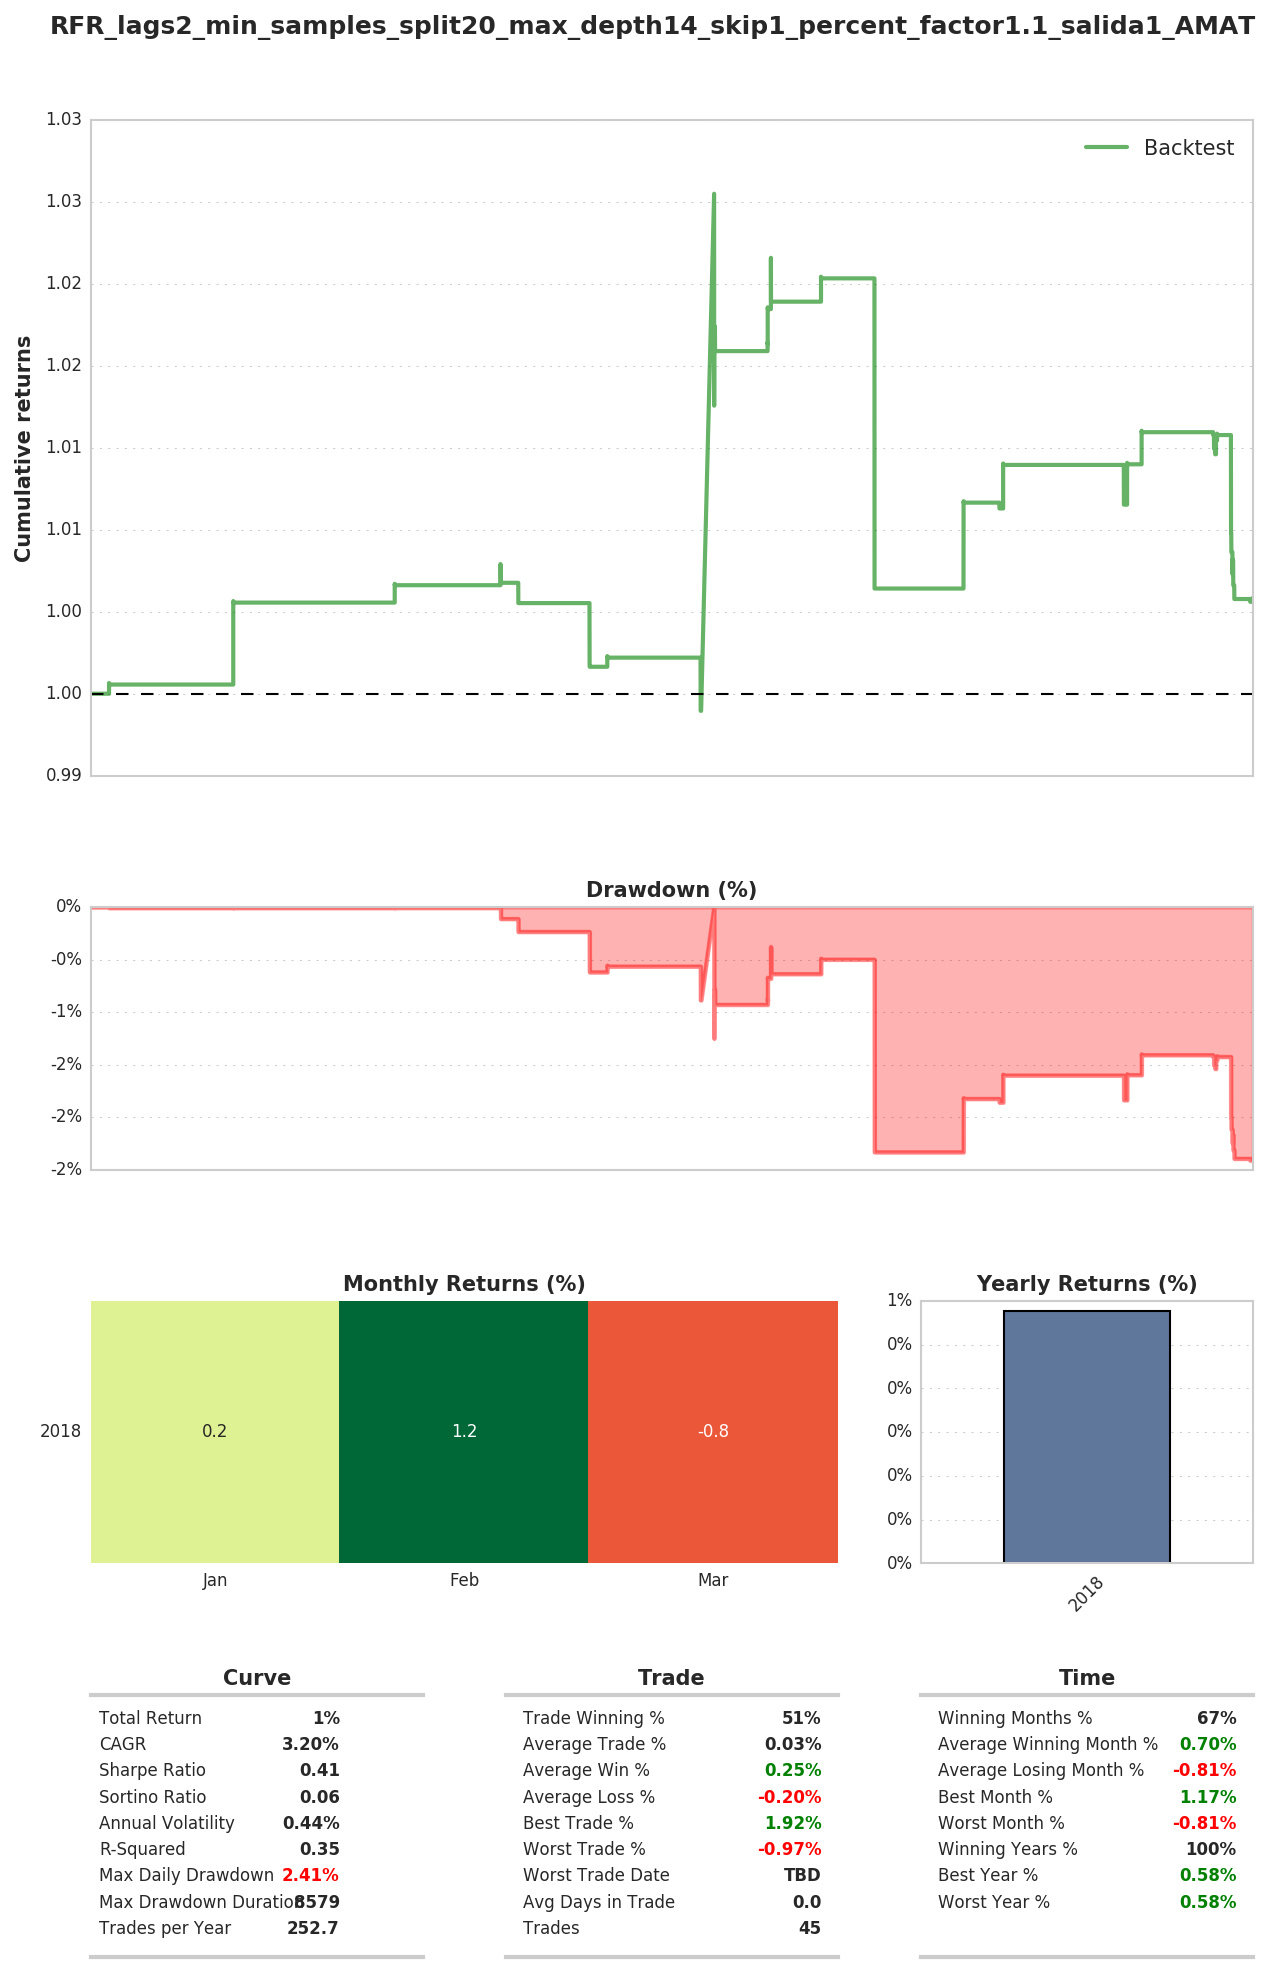 RFR_lags2_min_samples_split20_max_depth14_skip1_percent_factor1.1_salida1_AMAT
Cumulative returns
1.03
1.03
1.02
1.02
1.01
1.01
1.00
1.00
0.99
Backtest
Drawdown (%)
0%
-0%
-1%
-2%
-2%
-2%
Monthly Returns (%)
2018
0.2 1.2 -0.8
Jan Feb Mar
Yearly Returns (%)
1%
0%
0%
0%
0%
0%
0%
2018
Curve
Total Return 1%
CAGR 3.20%
Sharpe Ratio 0.41
Sortino Ratio 0.06
Annual Volatility 0.44%
R-Squared 0.35
Max Daily Drawdown 2.41%
Max Drawdown Duration 8579
Trades per Year 252.7
Trade
Trade Winning % 51%
Average Trade % 0.03%
Average Win % 0.25%
Average Loss % -0.20%
Best Trade % 1.92%
Worst Trade % -0.97%
Worst Trade Date TBD
Avg Days in Trade 0.0
Trades 45
Time
Winning Months % 67%
Average Winning Month % 0.70%
Average Losing Month % -0.81%
Best Month % 1.17%
Worst Month % -0.81%
Winning Years % 100%
Best Year % 0.58%
Worst Year % 0.58%